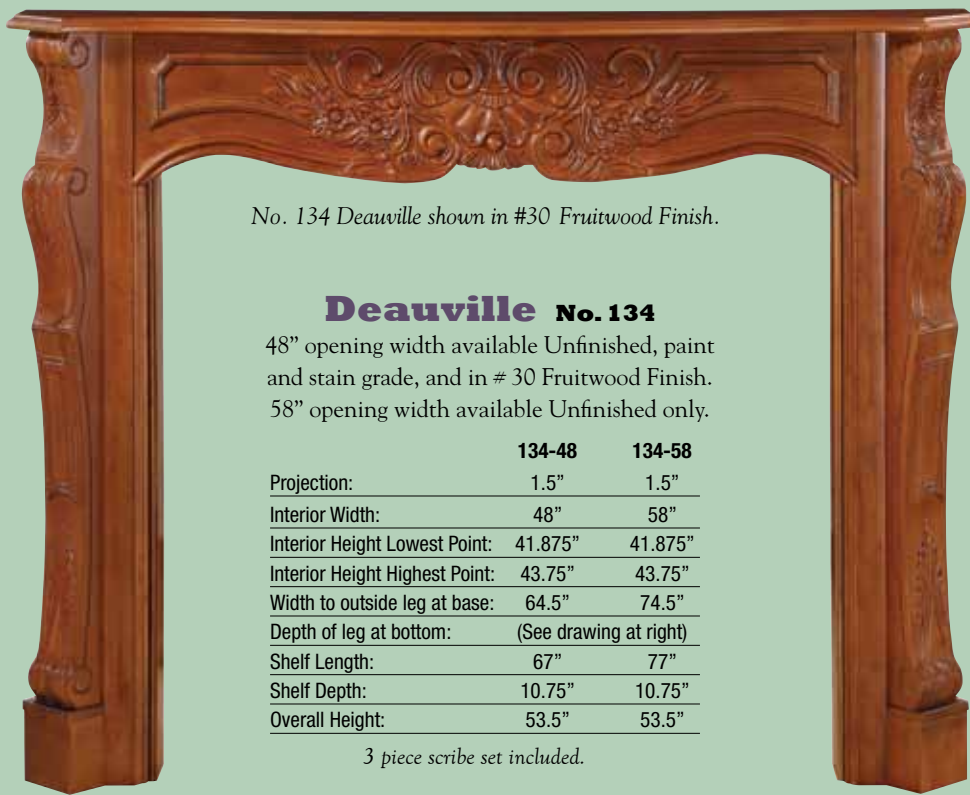 No. 134 Deauville shown in #30 Fruitwood Finish.
Deauville No. 134
48” opening width available Unfinished, paint
and stain grade, and in # 30 Fruitwood Finish.
58” opening width available Unfinished only.
134-48 134-58
Projection: 1.5” 1.5”
Interior Width: 48” 58”
Interior Height Lowest Point: 41.875” 41.875”
Interior Height Highest Point: 43.75” 43.75”
Width to outside leg at base: 64.5” 74.5”
Depth of leg at bottom: (See drawing at right)
Shelf Length: 67” 77”
Shelf Depth: 10.75” 10.75”
Overall Height: 53.5” 53.5”
3 piece scribe set included.